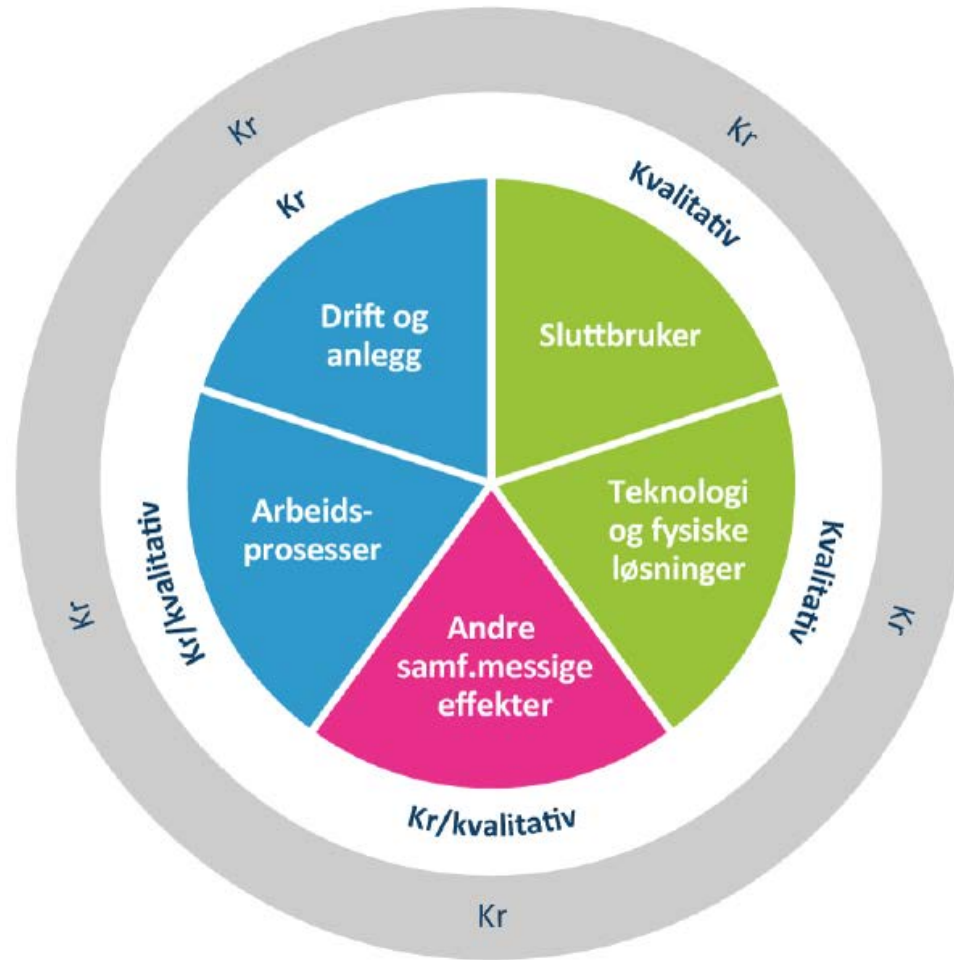 Kr
Kr
Kr
Kvalitativ
Drift og
anlegg
Sluttbruker
Arbeids-
prosesser
Teknologi
og fysiske
løsninger
Kr/kvalitativ
Kvalitativ
Kr
Kr
Andre
samf.messige
effekter
Kr/kvalitativ
Kr